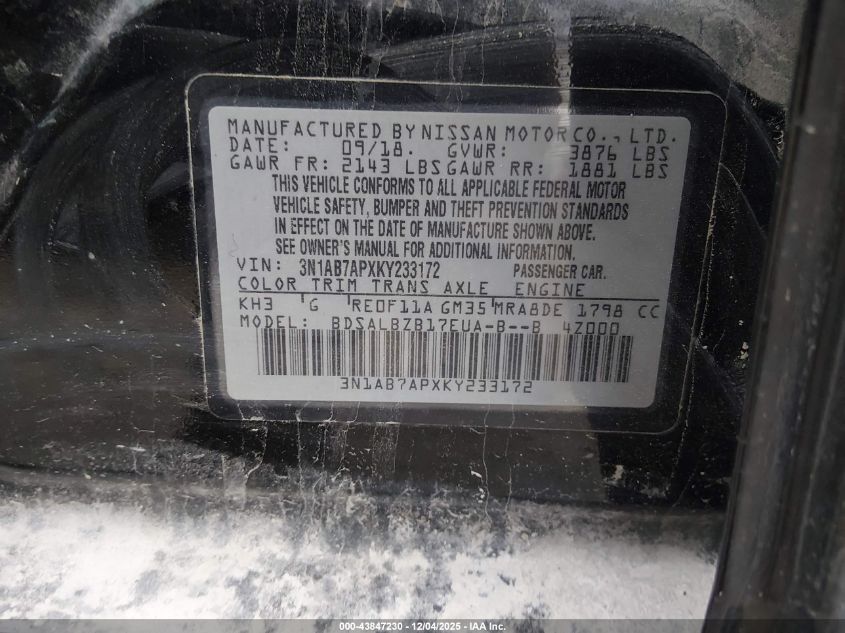 MANUFACTURED BY NISSAN MOTOR CO., LTD.
DATE: 09/18. GVWR: 3876 LBS
GAWR FR: 2143 LBS GAWR RR: 1881 LBS
THIS VEHICLE CONFORMS TO ALL APPLICABLE FEDERAL MOTOR
VEHICLE SAFETY, BUMPER AND THEFT PREVENTION STANDARDS
IN EFFECT ON THE DATE OF MANUFACTURE SHOWN ABOVE.
SEE OWNER'S MANUAL FOR ADDITIONAL INFORMATION.
VIN: 3N1AB7APXKY233172 PASSENGER CAR.
COLOR TRIM TRANS AXLE ENGINE
KH3 G RE0F11A GM35 MRA8DE 1798 CC
MODEL: BDSALBZB17EUA-B--B 4Z000
3N1AB7APXKY233172
000-43847230 - 12/04/2025 - IAA Inc.